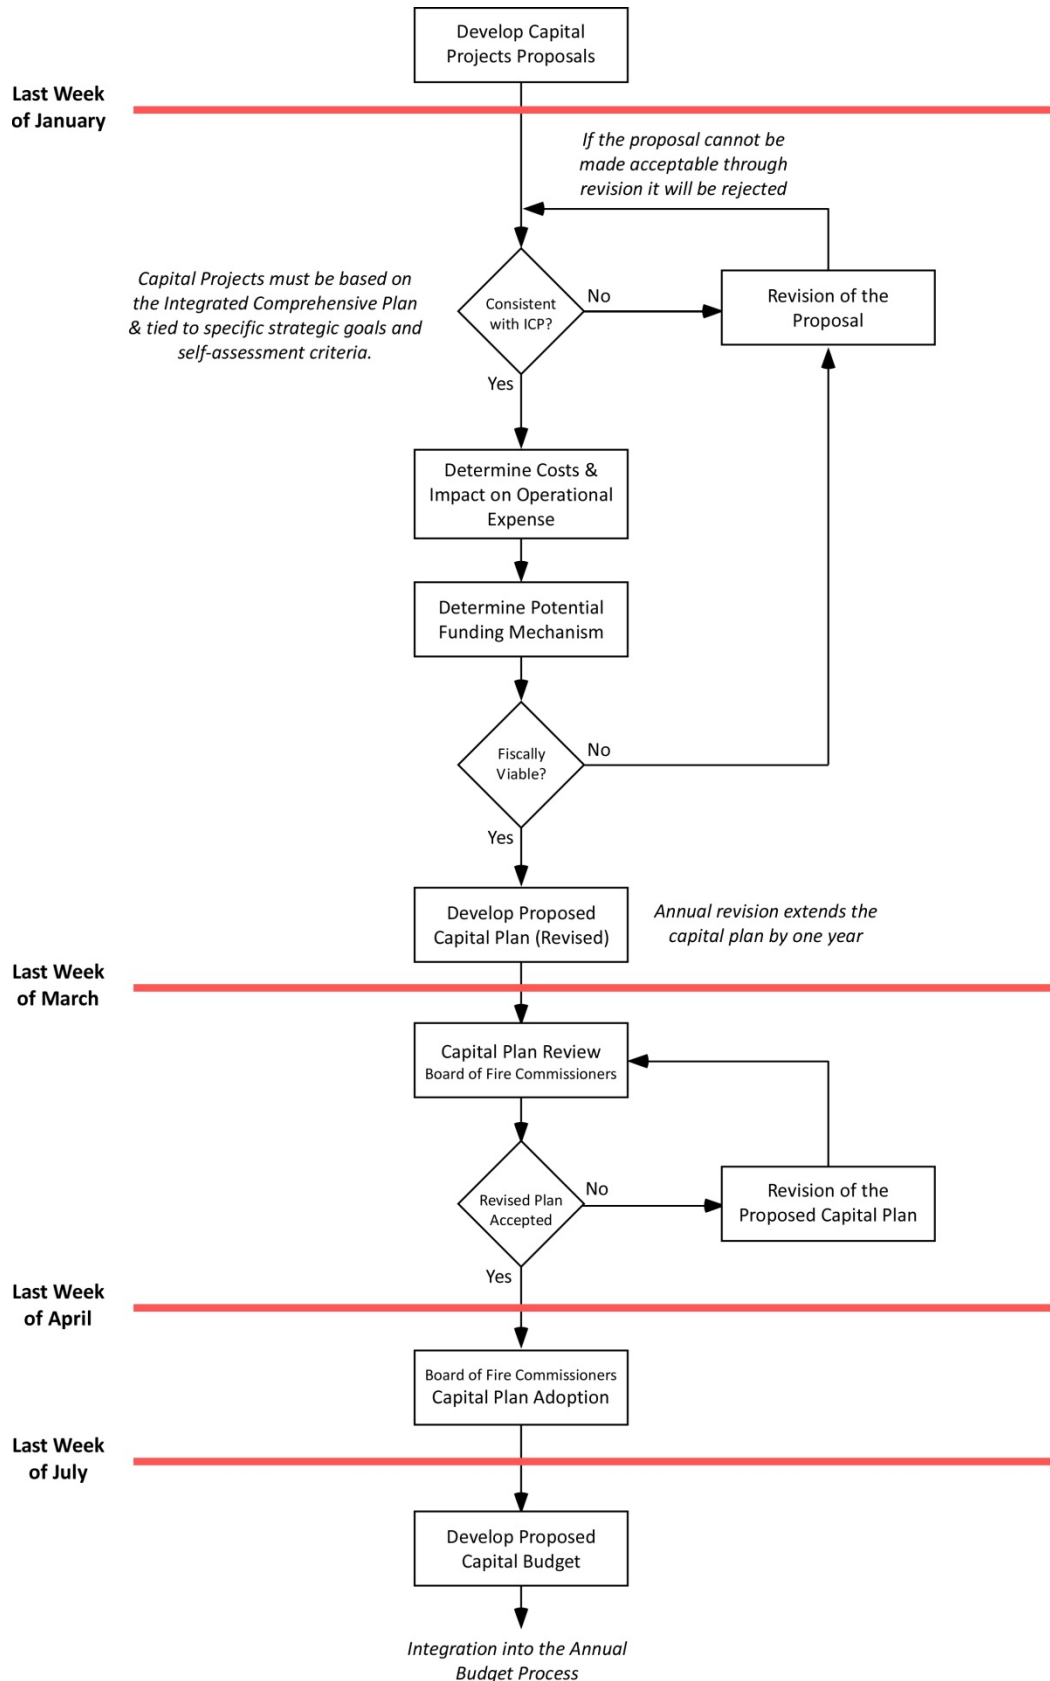 Develop Capital
Projects Proposals
Last Week
of January
If the proposal cannot be
made acceptable through
revision it will be rejected
Capital Projects must be based on
the Integrated Comprehensive Plan
& tied to specific strategic goals and
self-assessment criteria.
Consistent
with ICP?
No
Revision of the
Proposal
Yes
Determine Costs &
Impact on Operational
Expense
Determine Potential
Funding Mechanism
Fiscally
Viable?
No
Yes
Develop Proposed
Capital Plan (Revised)
Annual revision extends the
capital plan by one year
Last Week
of March
Capital Plan Review
Board of Fire Commissioners
Revised Plan
Accepted
No
Revision of the
Proposed Capital Plan
Yes
Last Week
of April
Board of Fire Commissioners
Capital Plan Adoption
Last Week
of July
Develop Proposed
Capital Budget
Integration into the Annual
Budget Process